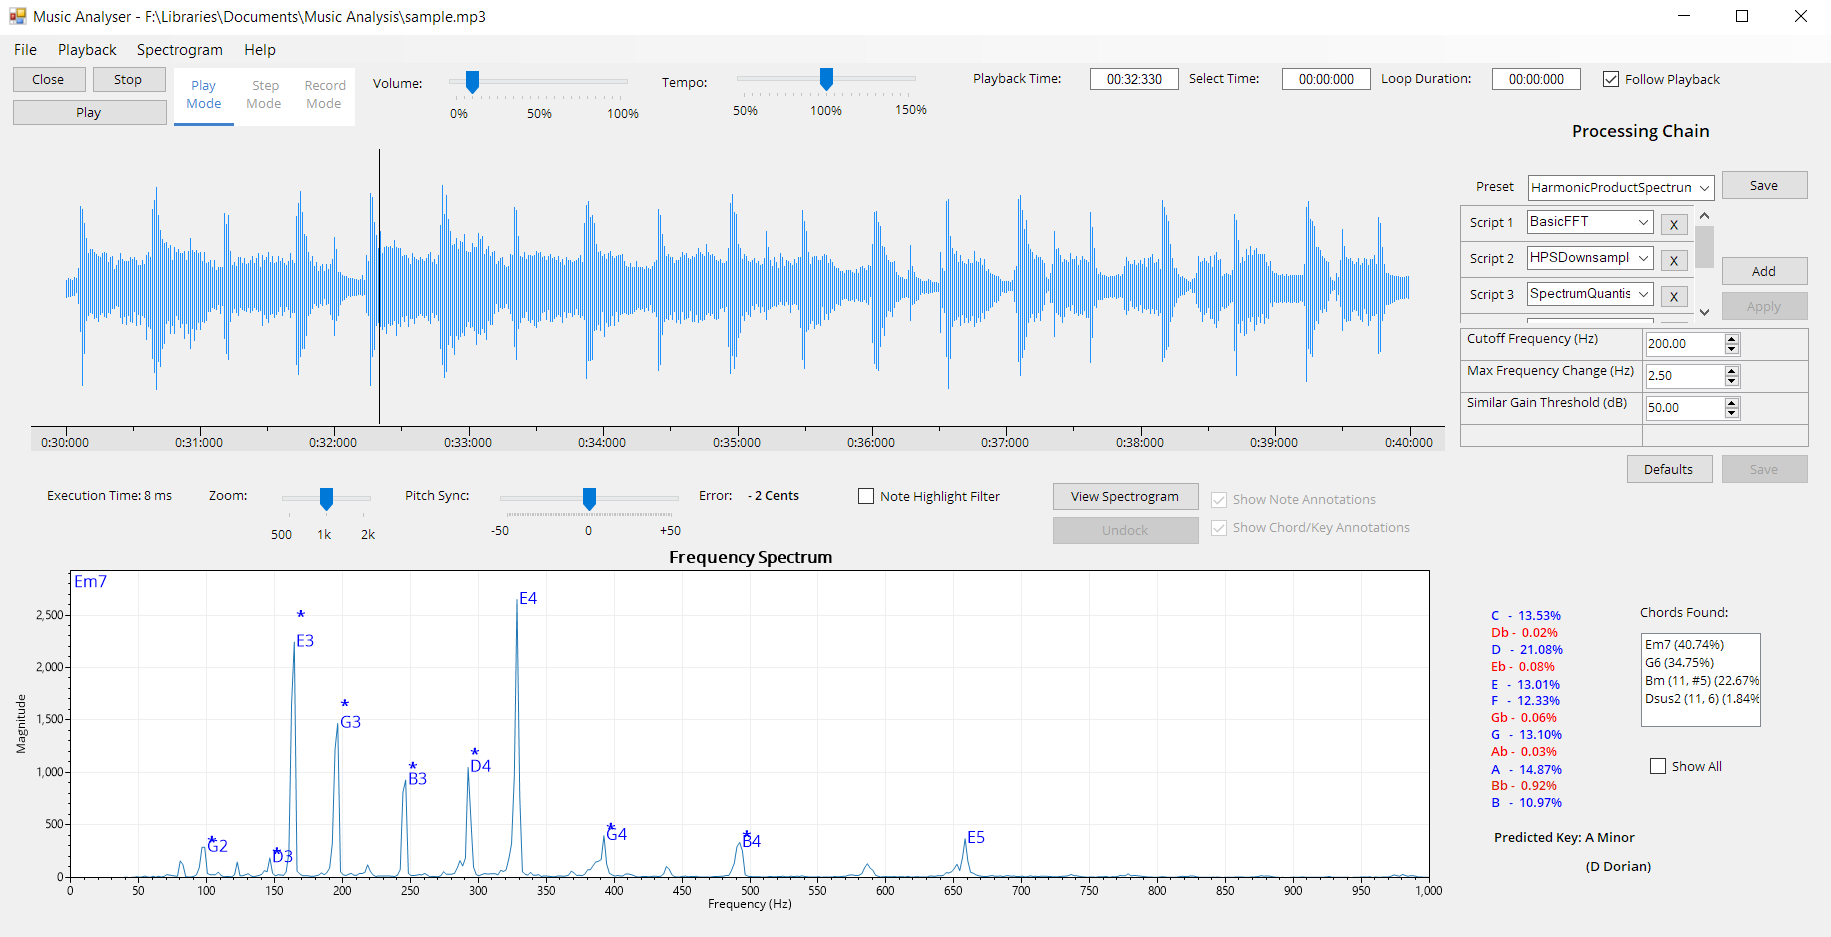 Music Analyser - F:\Libraries\Documents\Music Analysis\sample.mp3
File Playback Spectrogram Help
Close Stop
Play
Play Mode
Step Mode
Record Mode
Volume:
0% 50% 100%
Tempo:
50% 100% 150%
Playback Time: 00:32:330 Select Time: 00:00:000 Loop Duration: 00:00:000 Follow Playback
Processing Chain
Preset HarmonicProductSpectrun Save
Script 1 BasicFFT X
Script 2 HPSDownsampl X
Script 3 SpectrumQuantis X
Add
Apply
Cutoff Frequency (Hz) 200.00
Max Frequency Change (Hz) 2.50
Similar Gain Threshold (dB) 50.00
Defaults Save
0:30:000 0:31:000 0:32:000 0:33:000 0:34:000 0:35:000 0:36:000 0:37:000 0:38:000 0:39:000 0:40:000
Execution Time: 8 ms Zoom: Pitch Sync: Error: - 2 Cents Note Highlight Filter
500 1k 2k
-50 0 +50
View Spectrogram
Undock
Show Note Annotations
Show Chord/Key Annotations
Frequency Spectrum
Em7
E4
* E3
* G3
* B3
* D4
* G2
* D3
* G4
* B4
E5
Magnitude
2,500
2,000
1,500
1,000
500
0
0 50 100 150 200 250 300 350 400 450 500 550 600 650 700 750 800 850 900 950 1,000
Frequency (Hz)
C - 13.53%
Db - 0.02%
D - 21.08%
Eb - 0.08%
E - 13.01%
F - 12.33%
Gb - 0.06%
G - 13.10%
Ab - 0.03%
A - 14.87%
Bb - 0.92%
B - 10.97%
Chords Found:
Em7 (40.74%)
G6 (34.75%)
Bm (11, #5) (22.67%
Dsus2 (11, 6) (1.84%
Show All
Predicted Key: A Minor
(D Dorian)